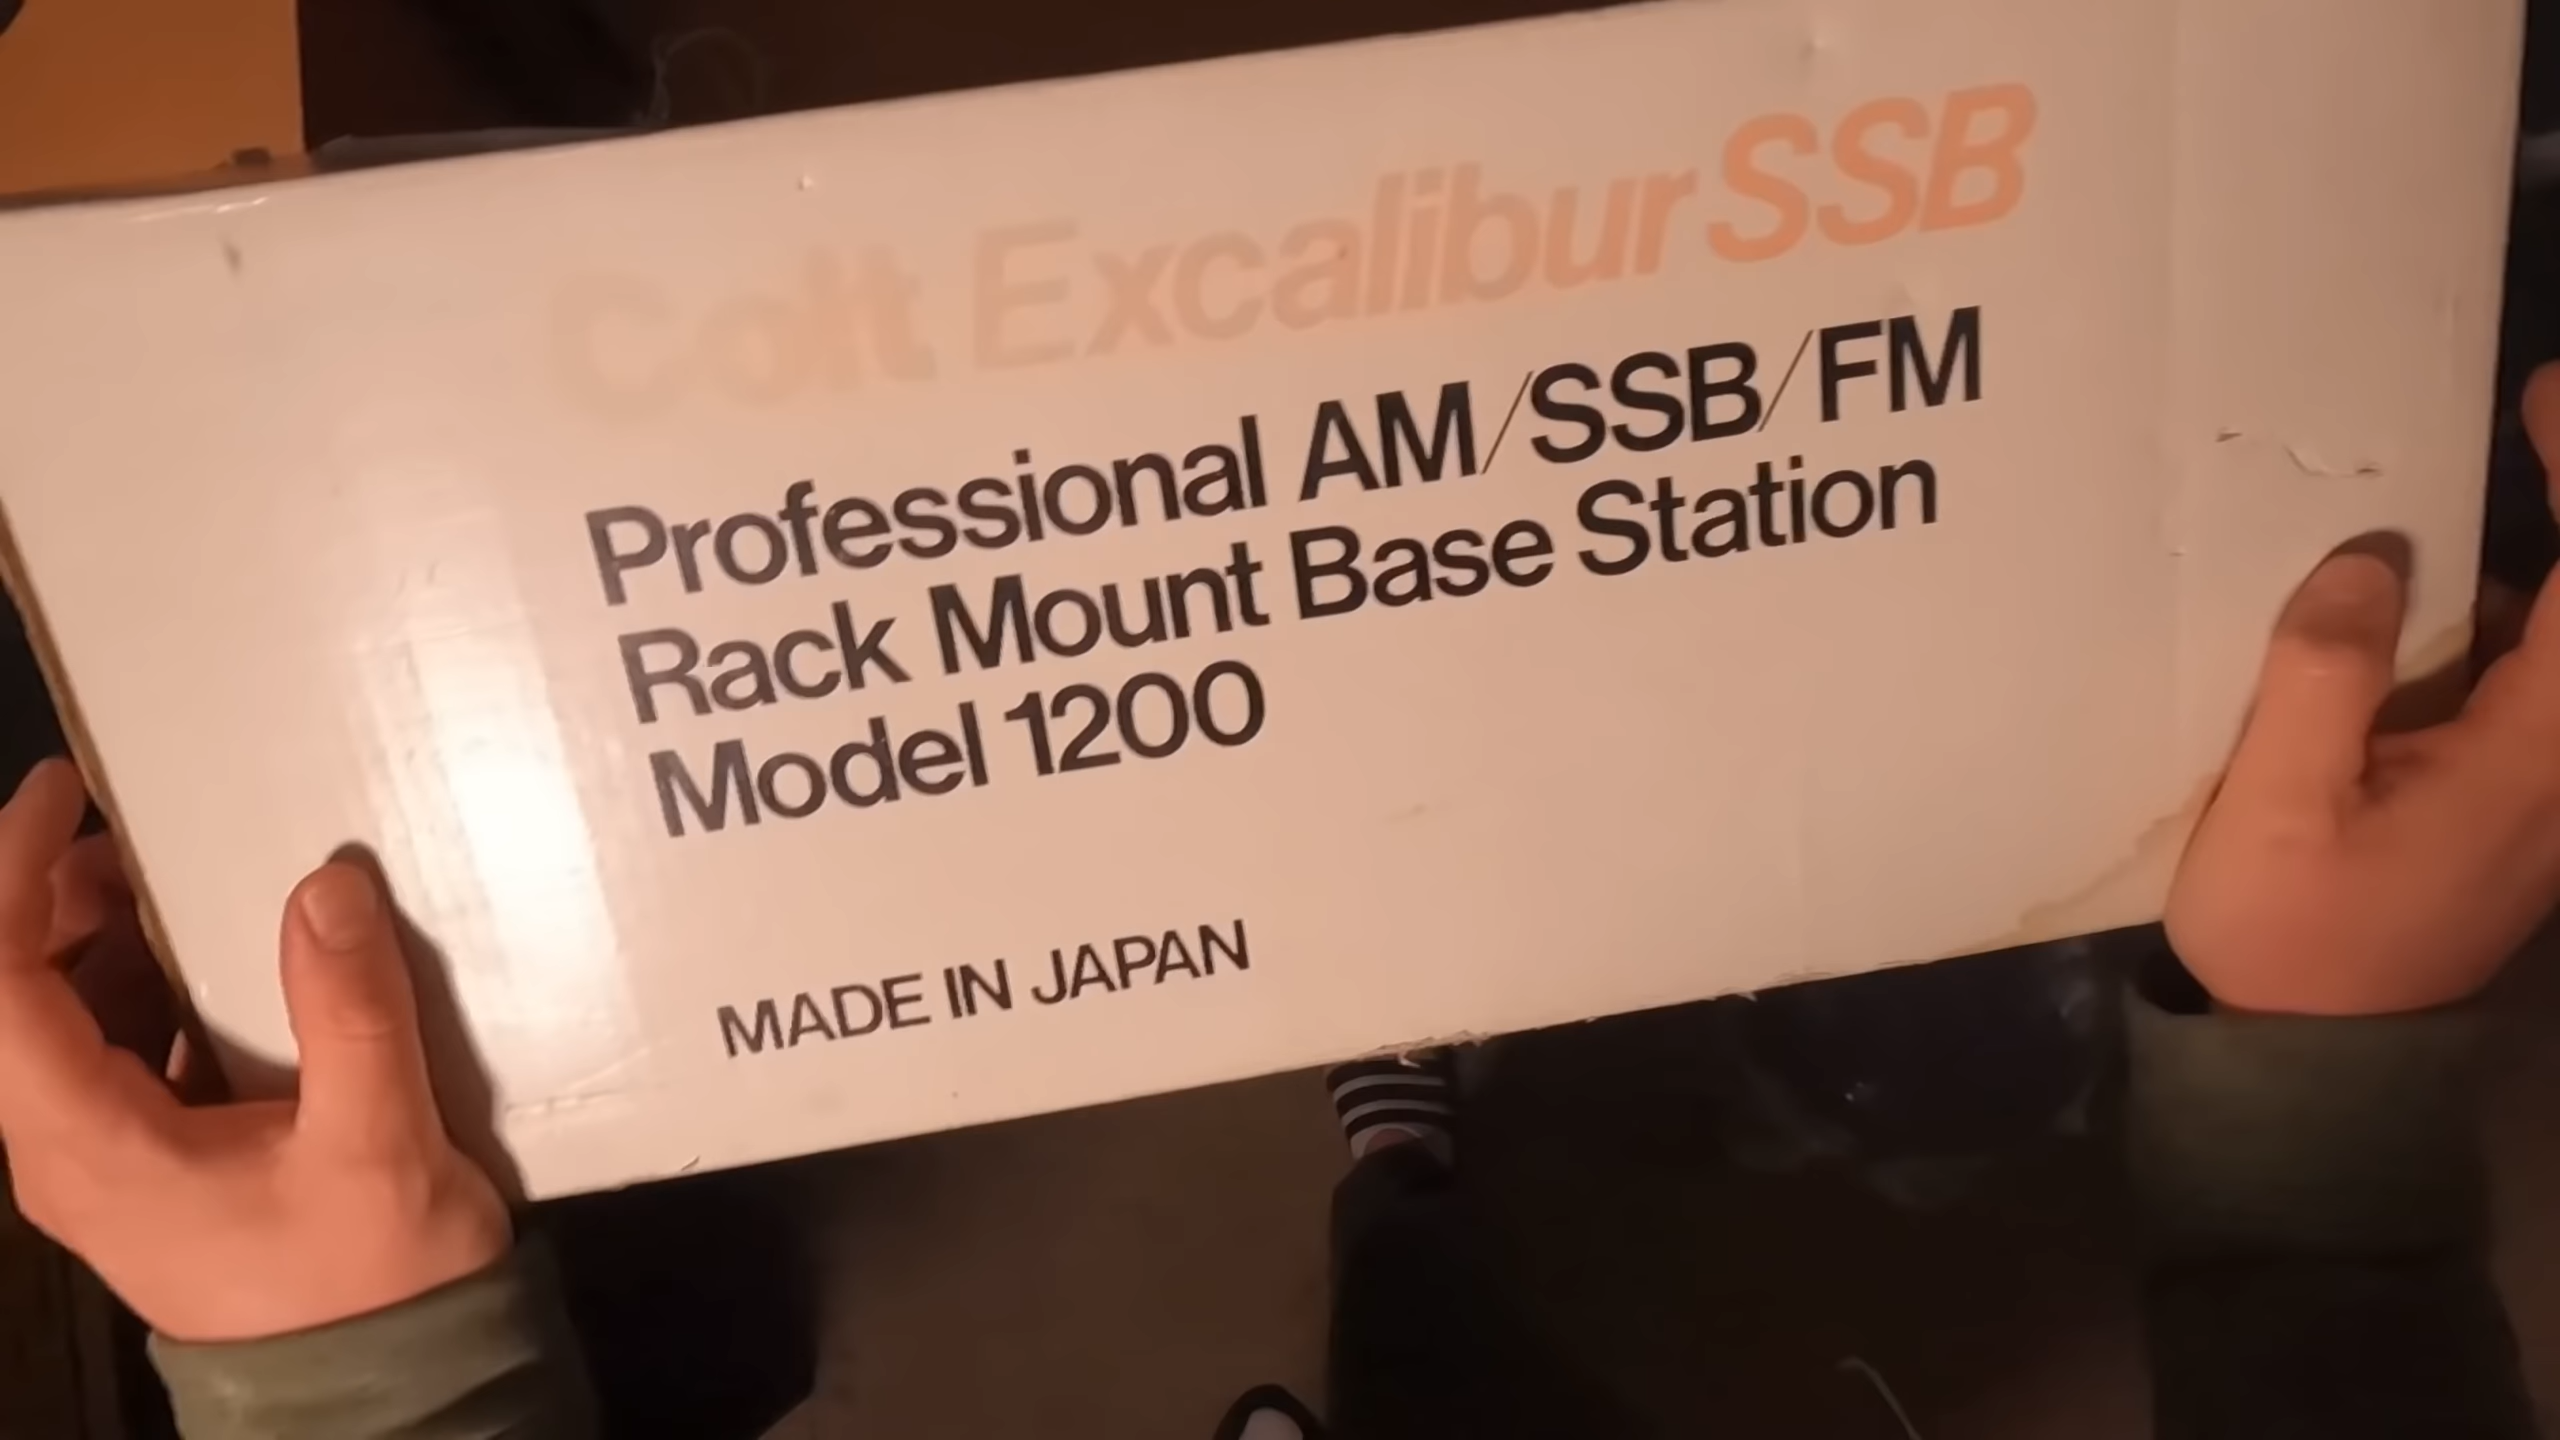 Colt Excalibur SSB
Professional AM/SSB/FM
Rack Mount Base Station
Model 1200
MADE IN JAPAN